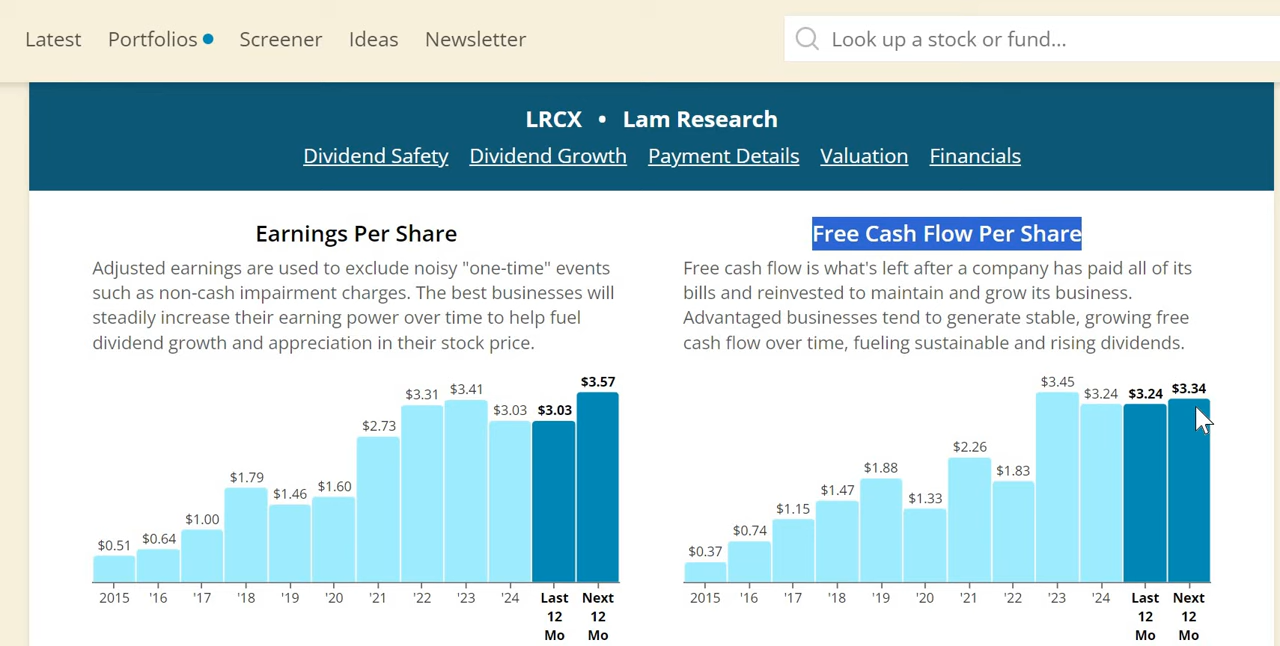 Latest Portfolios Screener Ideas Newsletter Look up a stock or fund...
LRCX • Lam Research
Dividend Safety Dividend Growth Payment Details Valuation Financials
Earnings Per Share
Adjusted earnings are used to exclude noisy "one-time" events
such as non-cash impairment charges. The best businesses will
steadily increase their earning power over time to help fuel
dividend growth and appreciation in their stock price.
$0.51 $0.64 $1.00 $1.79 $1.46 $1.60 $2.73 $3.31 $3.41 $3.03 $3.03 $3.57
2015 '16 '17 '18 '19 '20 '21 '22 '23 '24 Last Next
12 12
Mo Mo
Free Cash Flow Per Share
Free cash flow is what's left after a company has paid all of its
bills and reinvested to maintain and grow its business.
Advantaged businesses tend to generate stable, growing free
cash flow over time, fueling sustainable and rising dividends.
$0.37 $0.74 $1.15 $1.47 $1.88 $1.33 $2.26 $1.83 $3.45 $3.24 $3.24 $3.34
2015 '16 '17 '18 '19 '20 '21 '22 '23 '24 Last Next
12 12
Mo Mo